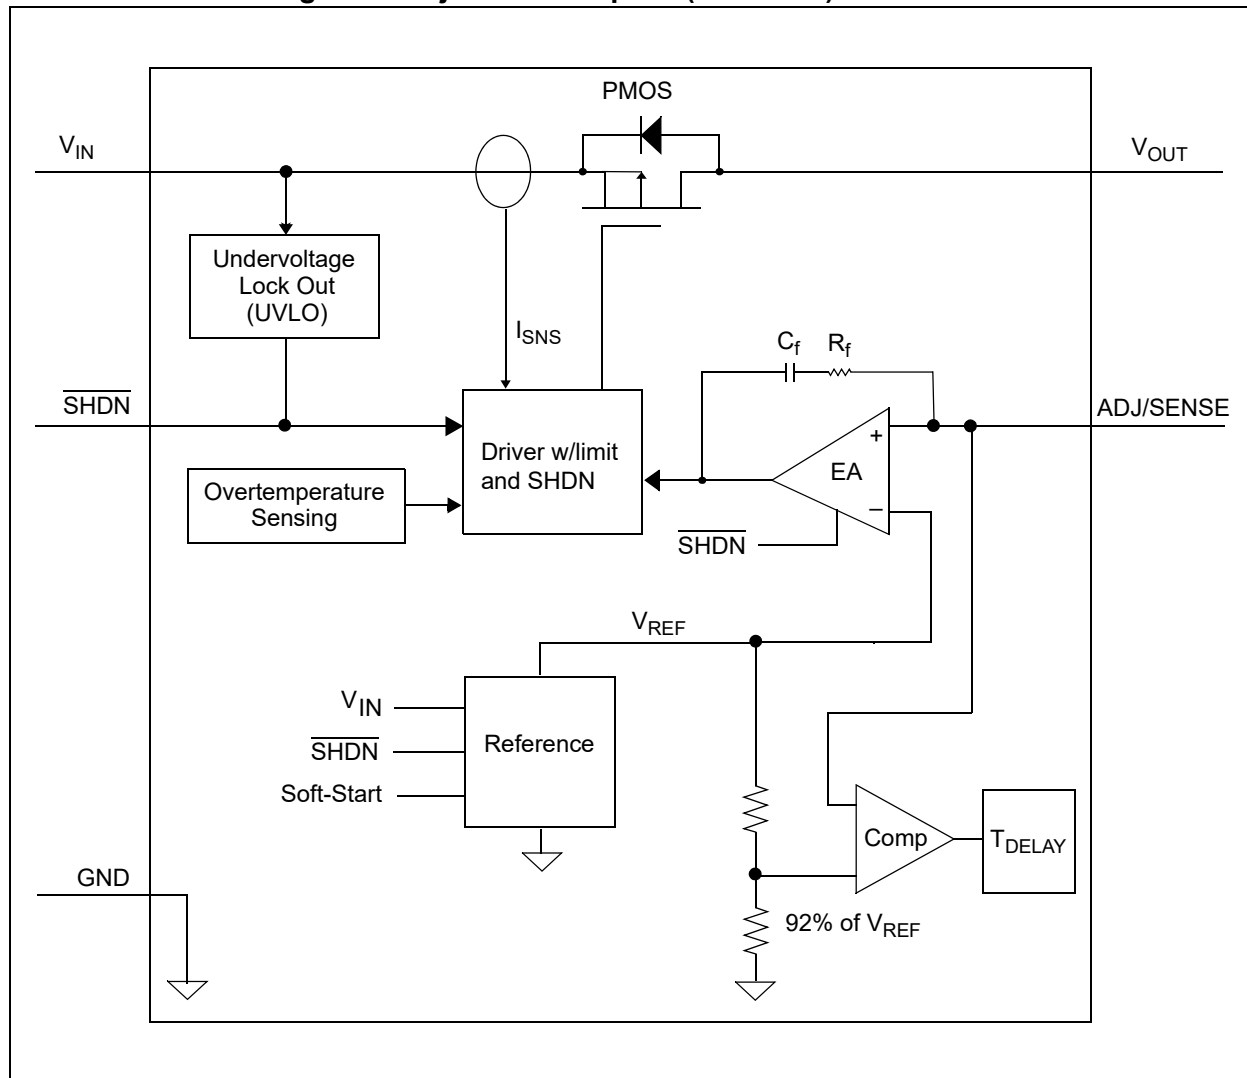 PMOS
V_IN
V_OUT
Undervoltage
Lock Out
(UVLO)
I_SNS
C_f
R_f
SHDN
ADJ/SENSE
Driver w/limit
and SHDN
+
EA
–
Overtemperature
Sensing
SHDN
V_REF
V_IN
SHDN
Soft-Start
Reference
Comp
T_DELAY
GND
92% of V_REF